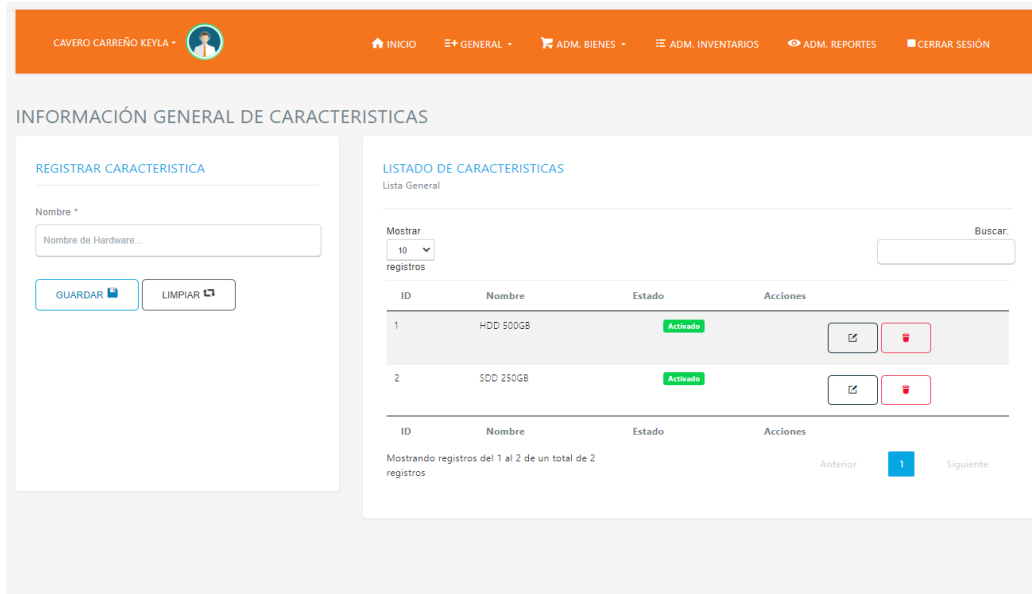 CAVERO CARREÑO KEYLA
INICIO
GENERAL
ADM. BIENES
ADM. INVENTARIOS
ADM. REPORTES
CERRAR SESIÓN
INFORMACIÓN GENERAL DE CARACTERISTICAS
REGISTRAR CARACTERISTICA
Nombre *
Nombre de Hardware...
GUARDAR
LIMPIAR
LISTADO DE CARACTERISTICAS
Lista General
Mostrar
10
registros
Buscar:
ID Nombre Estado Acciones
1 HDD 500GB Activado
2 SDD 250GB Activado
ID Nombre Estado Acciones
Mostrando registros del 1 al 2 de un total de 2
registros
Anterior 1 Siguiente